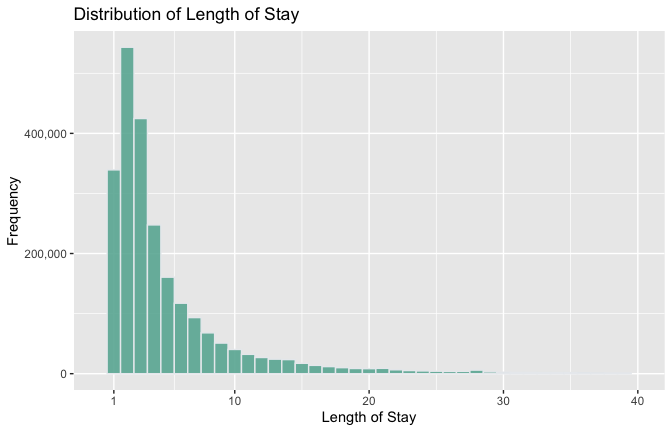 Distribution of Length of Stay
400,000
200,000
0
Frequency
1 10 20 30 40
Length of Stay